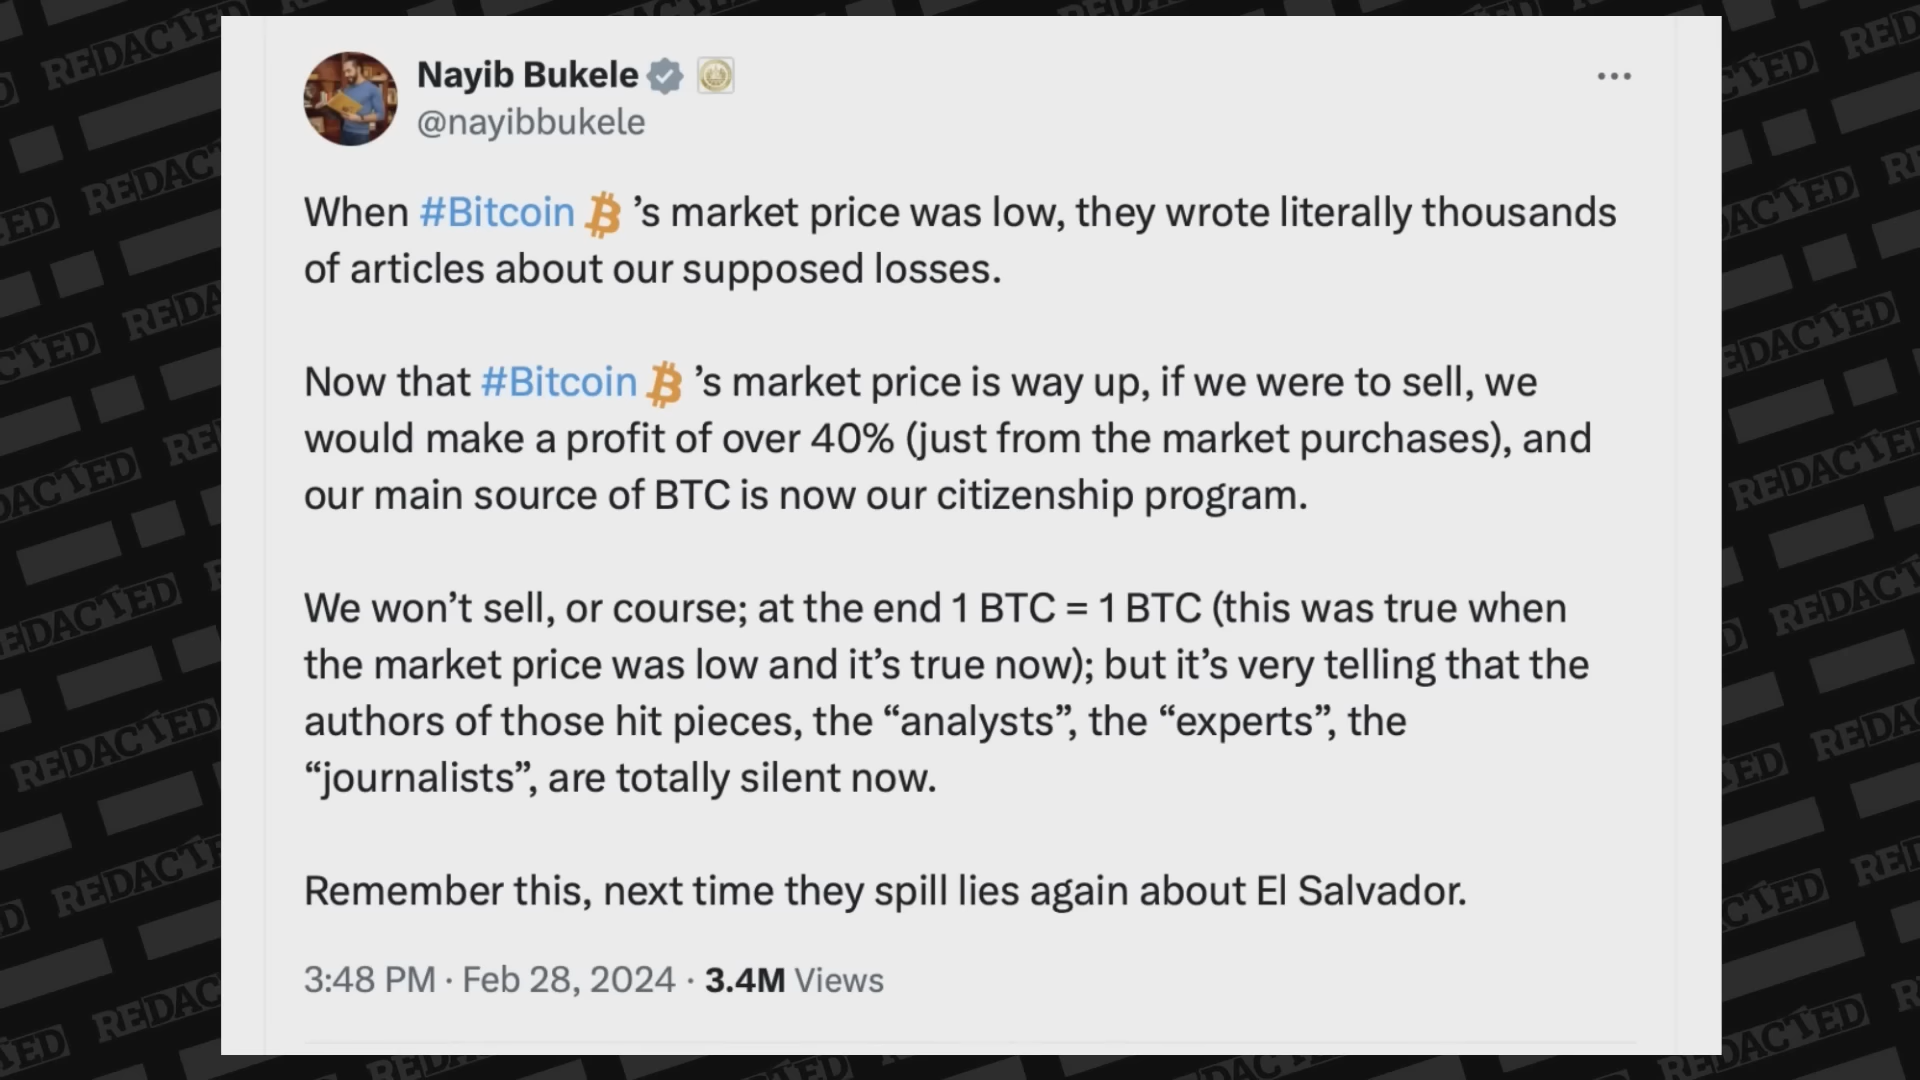 Nayib Bukele
@nayibbukele
When #Bitcoin ₿ ’s market price was low, they wrote literally thousands
of articles about our supposed losses.
Now that #Bitcoin ₿ ’s market price is way up, if we were to sell, we
would make a profit of over 40% (just from the market purchases), and
our main source of BTC is now our citizenship program.
We won’t sell, or course; at the end 1 BTC = 1 BTC (this was true when
the market price was low and it’s true now); but it’s very telling that the
authors of those hit pieces, the “analysts”, the “experts”, the
“journalists”, are totally silent now.
Remember this, next time they spill lies again about El Salvador.
3:48 PM · Feb 28, 2024 · 3.4M Views
REDACTED